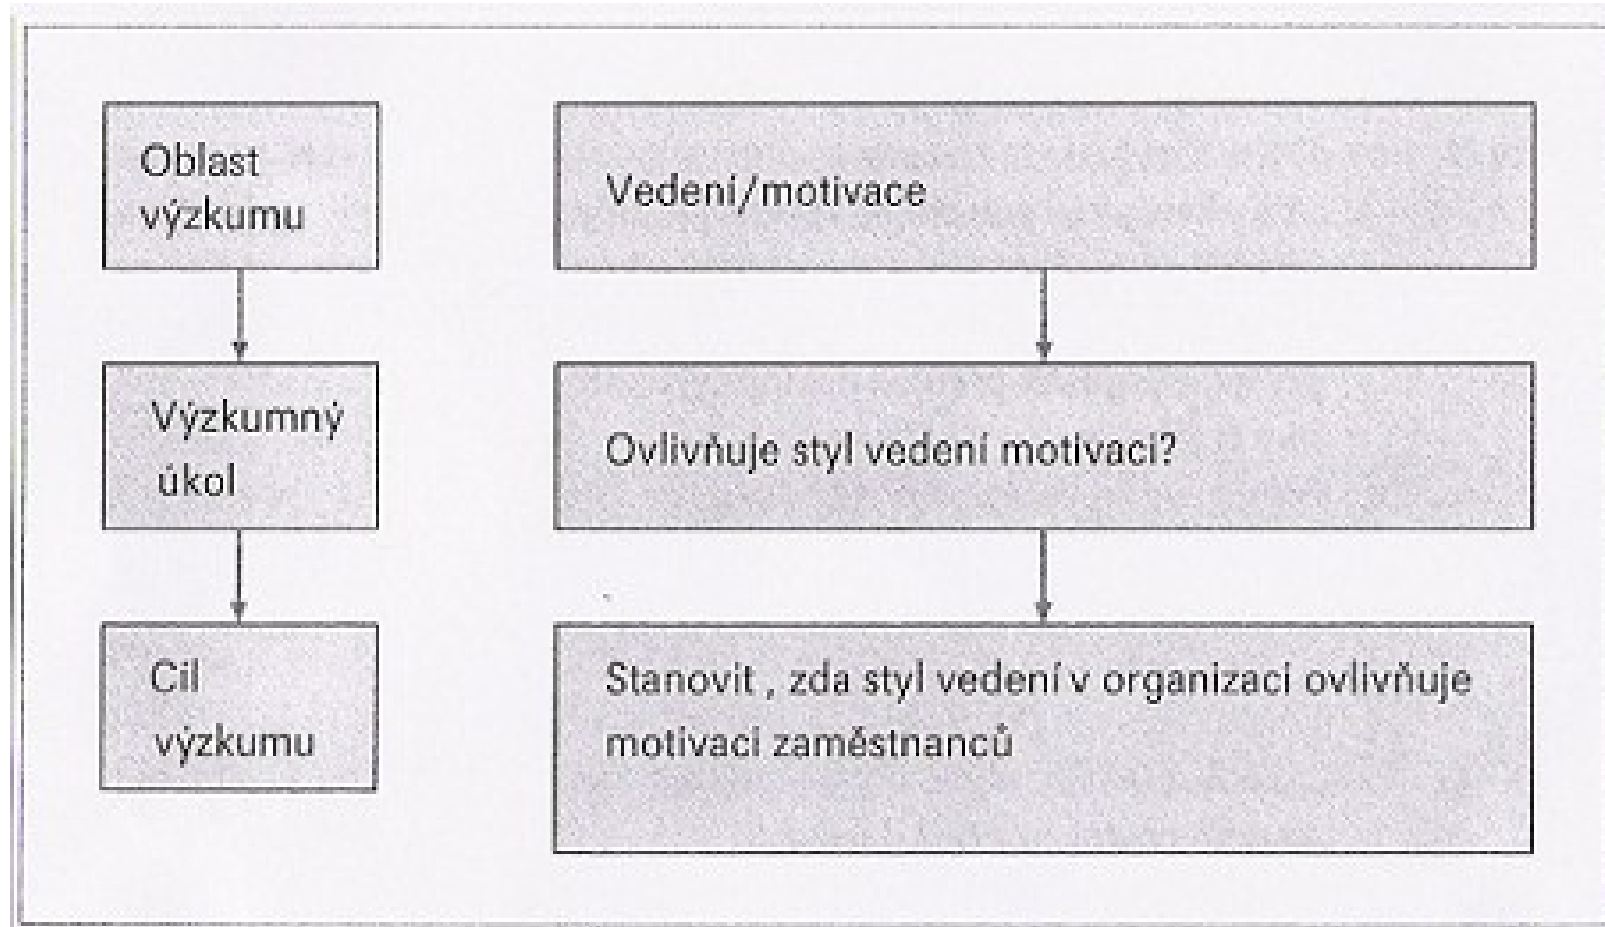 Oblast
výzkumu
Vedení/motivace
Výzkumný
úkol
Ovlivňuje styl vedení motivaci?
Cíl
výzkumu
Stanovit , zda styl vedení v organizaci ovlivňuje
motivaci zaměstnanců